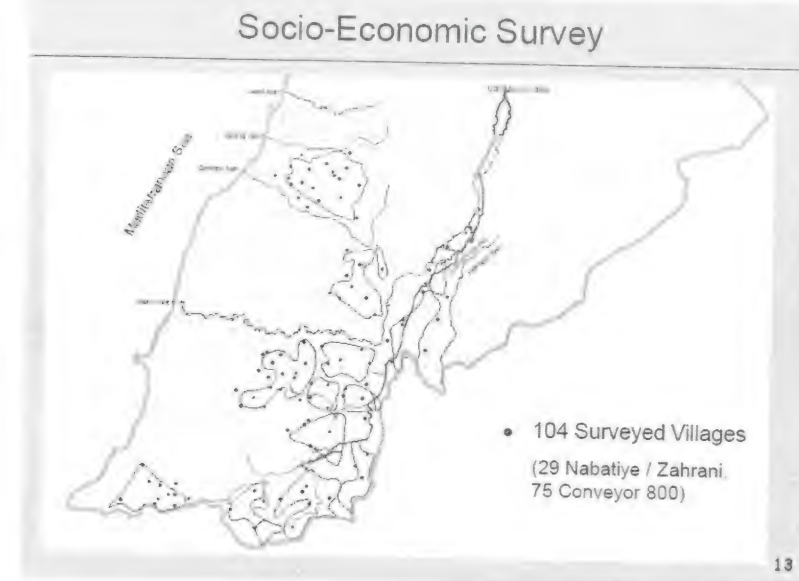 Socio-Economic Survey
Mediterranean Sea
• 104 Surveyed Villages
(29 Nabatiye / Zahrani,
75 Conveyor 800)
13